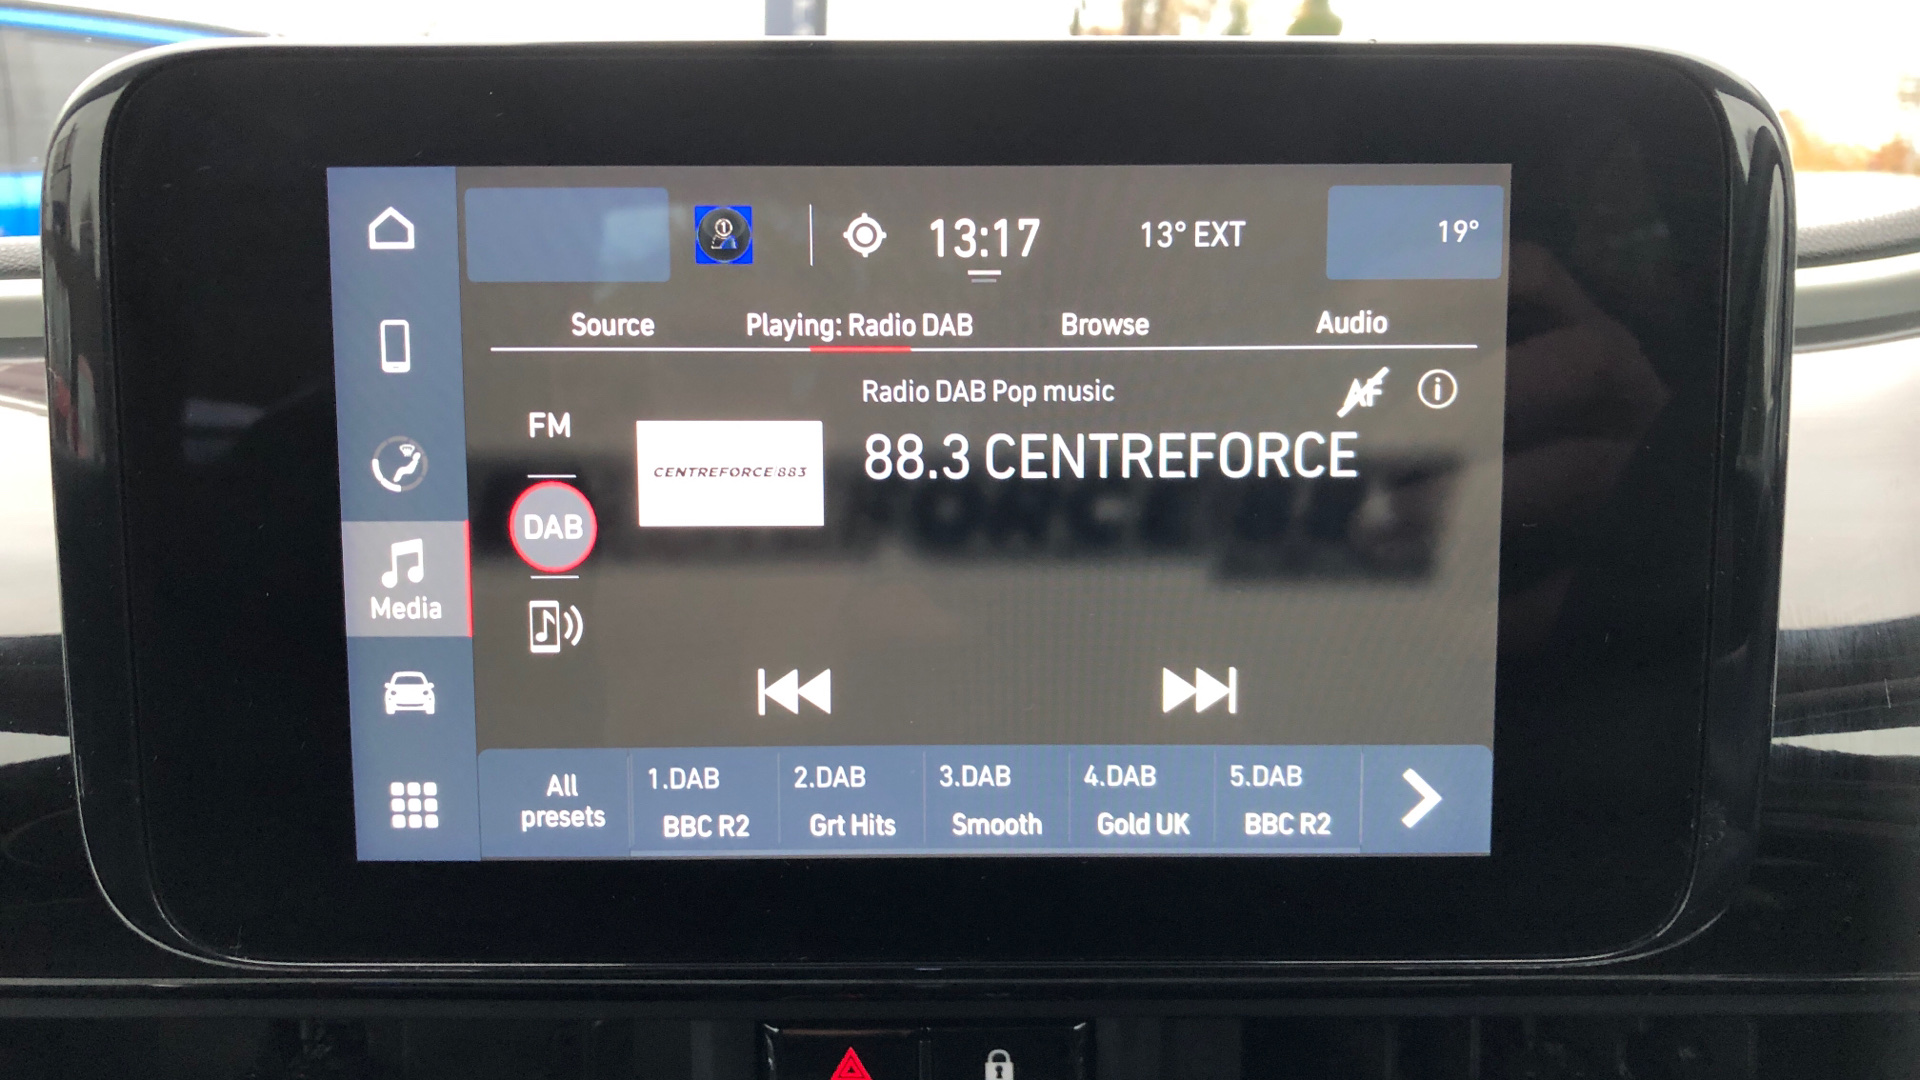 13:17
13° EXT
19°
Source
Playing: Radio DAB
Browse
Audio
Radio DAB Pop music
AF
FM
CENTREFORCE 883
88.3 CENTREFORCE
DAB
Media
All
presets
1.DAB
BBC R2
2.DAB
Grt Hits
3.DAB
Smooth
4.DAB
Gold UK
5.DAB
BBC R2